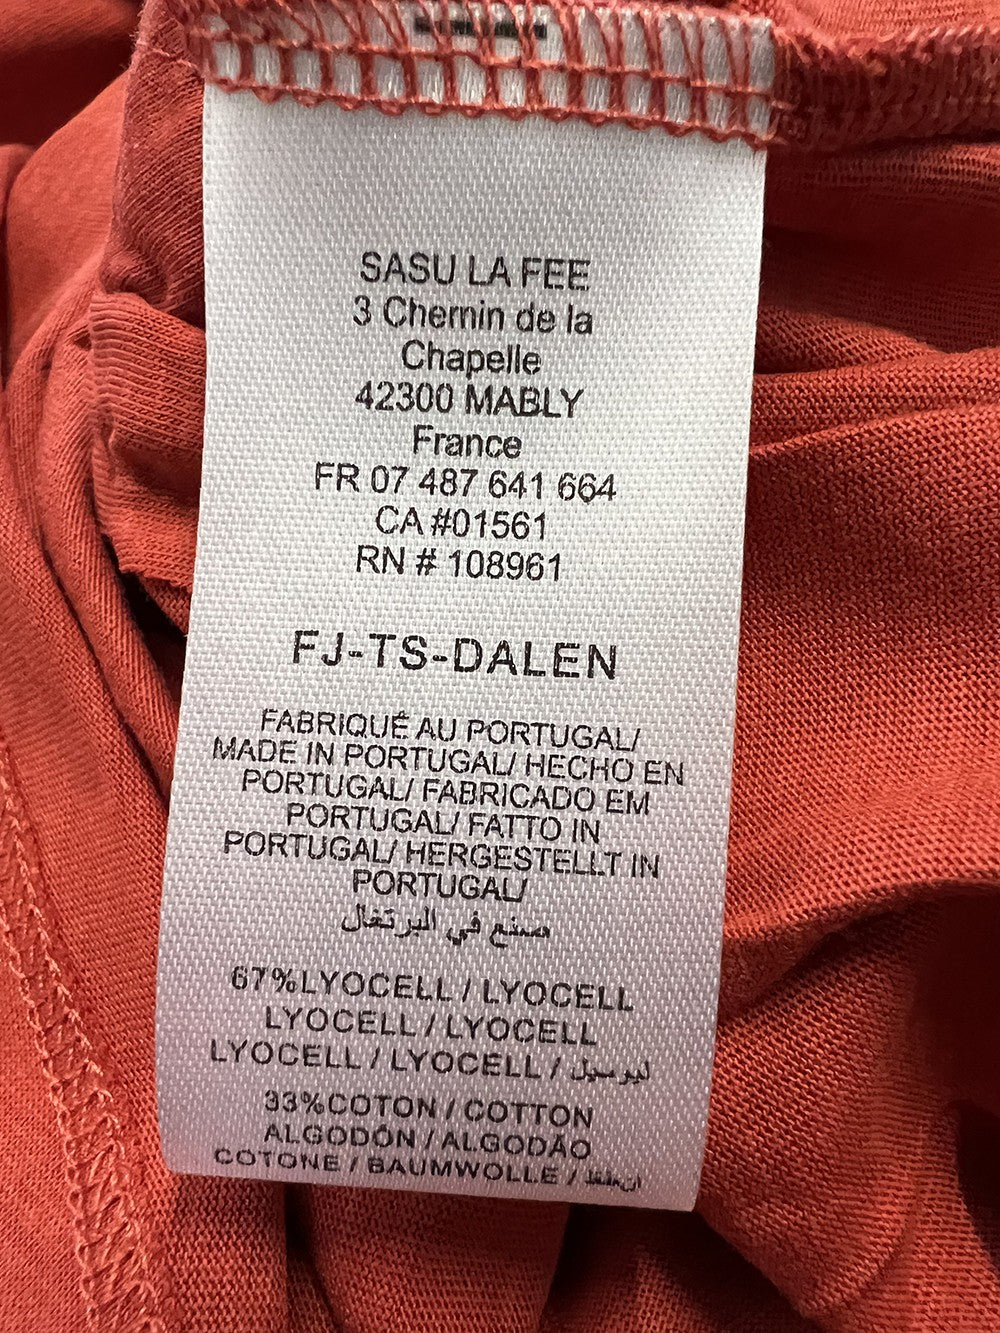 SASU LA FEE
3 Chemin de la
Chapelle
42300 MABLY
France
FR 07 487 641 664
CA #01561
RN # 108961
FJ-TS-DALEN
FABRIQUÉ AU PORTUGAL/
MADE IN PORTUGAL/ HECHO EN
PORTUGAL/ FABRICADO EM
PORTUGAL/ FATTO IN
PORTUGAL/ HERGESTELLT IN
PORTUGAL/
صنع في البرتغال
67%LYOCELL / LYOCELL
LYOCELL / LYOCELL
LYOCELL / LYOCELL / ليوسيل
33%COTON / COTTON
ALGODÓN / ALGODÃO
COTONE / BAUMWOLLE /